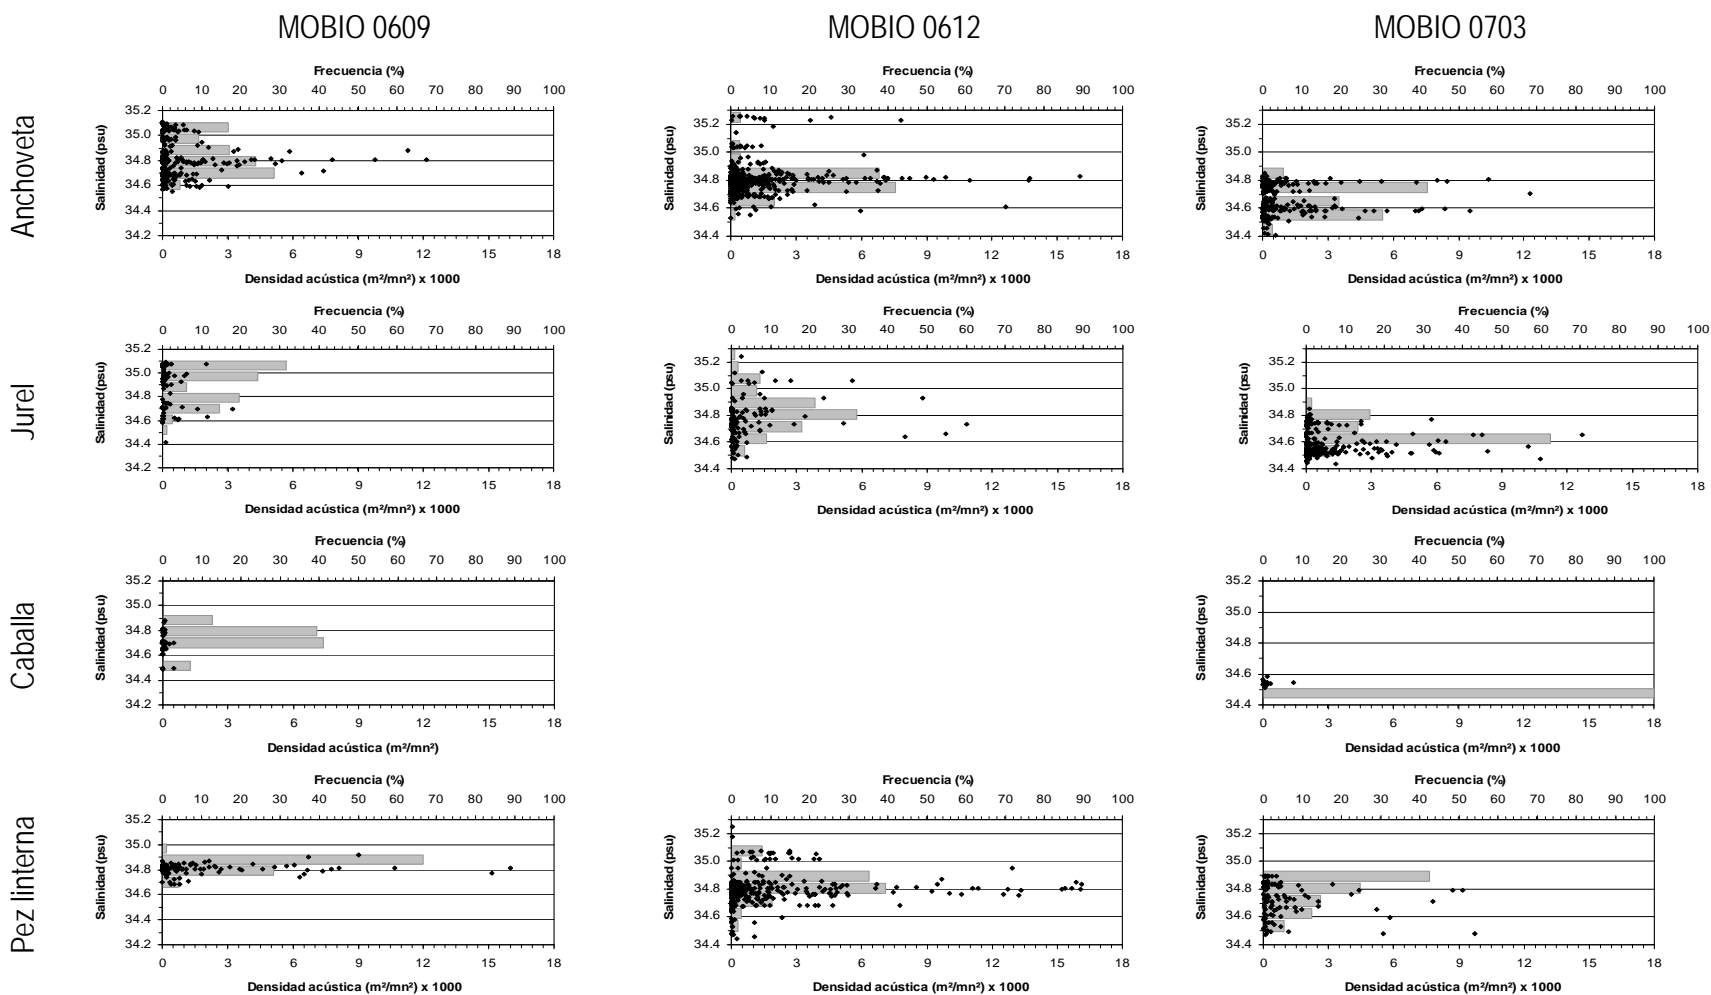 MOBIO 0609 MOBIO 0612 MOBIO 0703
Anchoveta
Frecuencia (%) Frecuencia (%) Frecuencia (%)
0 10 20 30 40 50 60 70 80 90 100 0 10 20 30 40 50 60 70 80 90 100 0 10 20 30 40 50 60 70 80 90 100
Salinidad (psu) Salinidad (psu) Salinidad (psu)
35.2
35.0 35.2 35.2
34.8 35.0 35.0
34.6 34.8 34.8
34.4 34.6 34.6
34.2 34.4 34.4
0 3 6 9 12 15 18 0 3 6 9 12 15 18 0 3 6 9 12 15 18
Densidad acústica (m²/mn²) x 1000 Densidad acústica (m²/mn²) x 1000 Densidad acústica (m²/mn²) x 1000
Jurel
Frecuencia (%) Frecuencia (%) Frecuencia (%)
0 10 20 30 40 50 60 70 80 90 100 0 10 20 30 40 50 60 70 80 90 100 0 10 20 30 40 50 60 70 80 90 100
Salinidad (psu) Salinidad (psu) Salinidad (psu)
35.2
35.0 35.2 35.2
34.8 35.0 35.0
34.6 34.8 34.8
34.4 34.6 34.6
34.2 34.4 34.4
0 3 6 9 12 15 18 0 3 6 9 12 15 18 0 3 6 9 12 15 18
Densidad acústica (m²/mn²) x 1000 Densidad acústica (m²/mn²) x 1000 Densidad acústica (m²/mn²) x 1000
Caballa
Frecuencia (%) Frecuencia (%)
0 10 20 30 40 50 60 70 80 90 100 0 10 20 30 40 50 60 70 80 90 100
Salinidad (psu) Salinidad (psu)
35.2 35.2
35.0 35.0
34.8 34.8
34.6 34.6
34.4 34.4
34.2
0 3 6 9 12 15 18 0 3 6 9 12 15 18
Densidad acústica (m²/mn²) Densidad acústica (m²/mn²) x 1000
Pez linterna
Frecuencia (%) Frecuencia (%) Frecuencia (%)
0 10 20 30 40 50 60 70 80 90 100 0 10 20 30 40 50 60 70 80 90 100 0 10 20 30 40 50 60 70 80 90 100
Salinidad (psu) Salinidad (psu) Salinidad (psu)
35.2
35.0 35.2 35.2
34.8 35.0 35.0
34.6 34.8 34.8
34.4 34.6 34.6
34.2 34.4 34.4
0 3 6 9 12 15 18 0 3 6 9 12 15 18 0 3 6 9 12 15 18
Densidad acústica (m²/mn²) x 1000 Densidad acústica (m²/mn²) x 1000 Densidad acústica (m²/mn²) x 1000